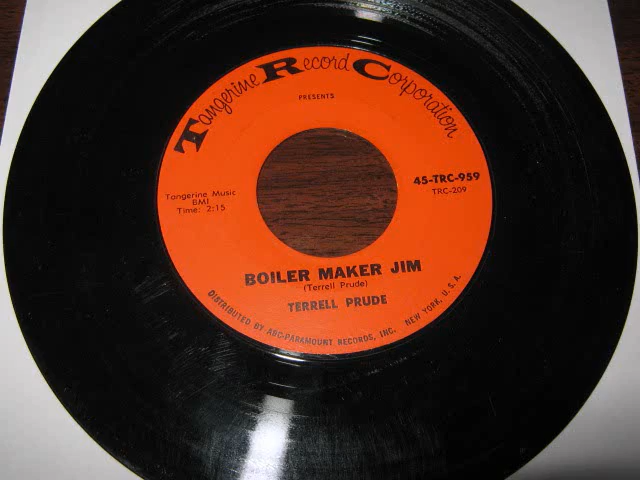 Tangerine Record Corporation
PRESENTS
45-TRC-959
TRC-209
Tangerine Music
BMI
Time: 2:15
BOILER MAKER JIM
(Terrell Prude)
TERRELL PRUDE
DISTRIBUTED BY ABC-PARAMOUNT RECORDS, INC. NEW YORK, U.S.A.